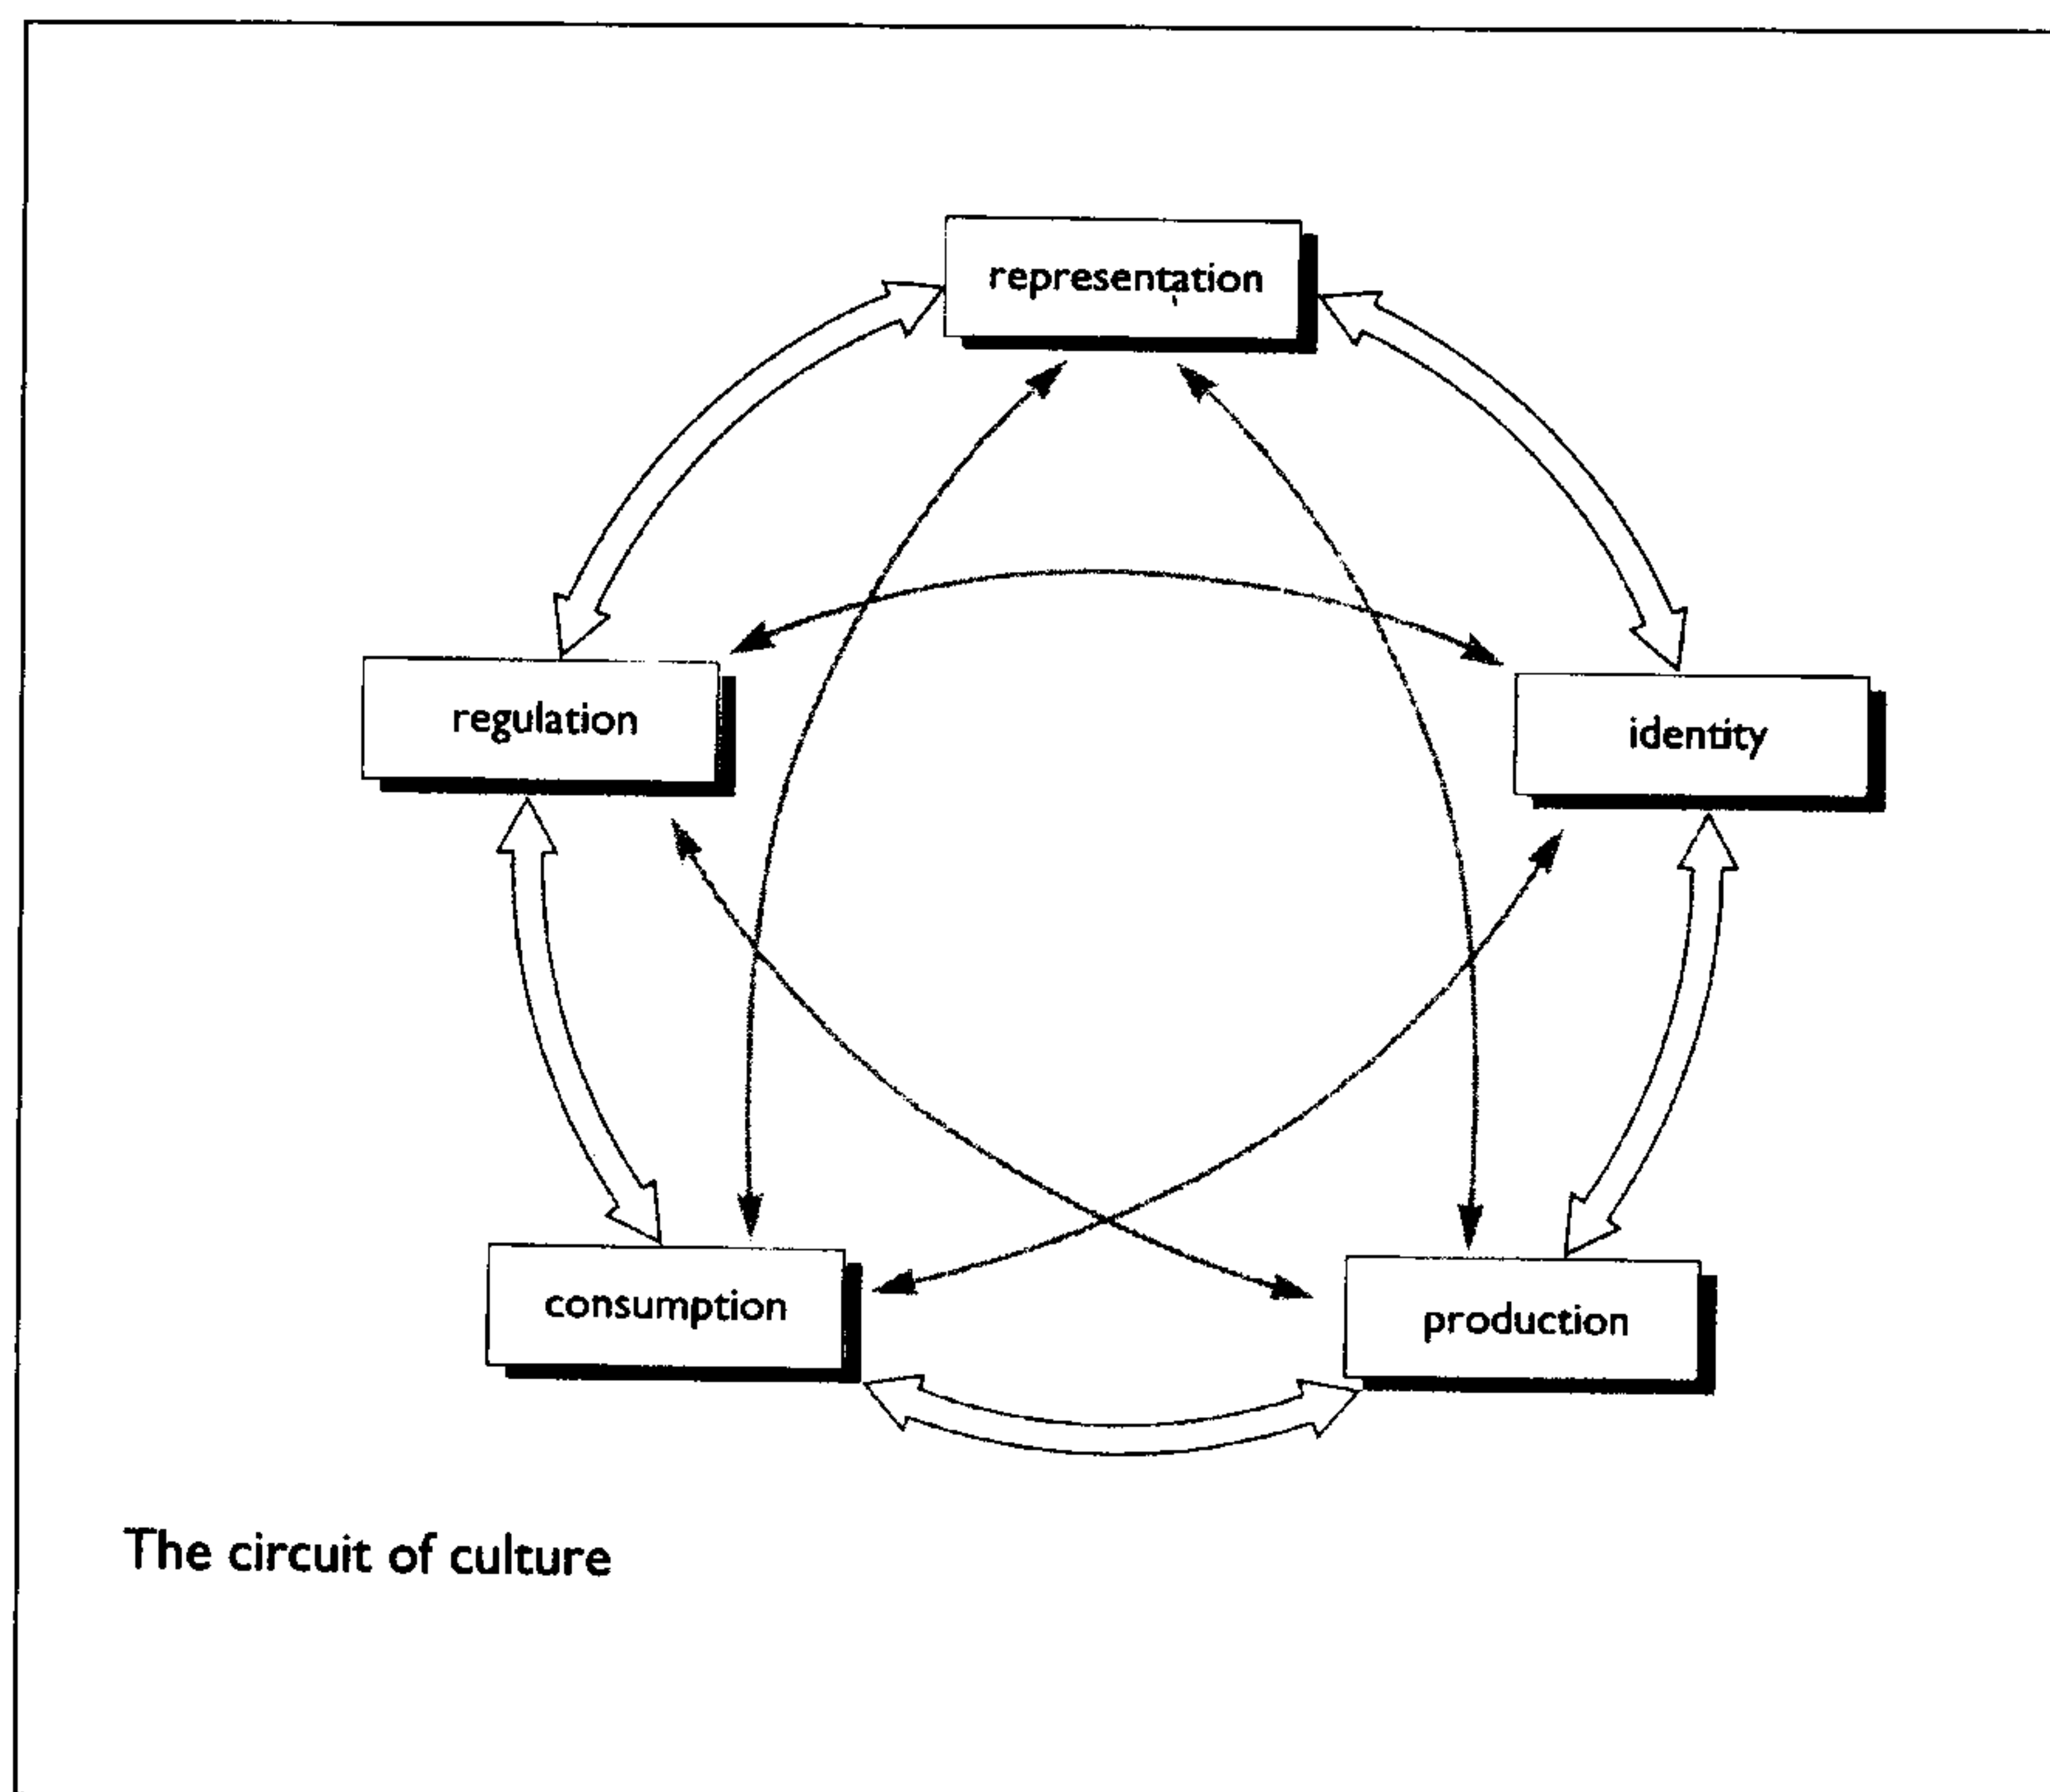 representation
regulation
identity
consumption
production
The circuit of culture